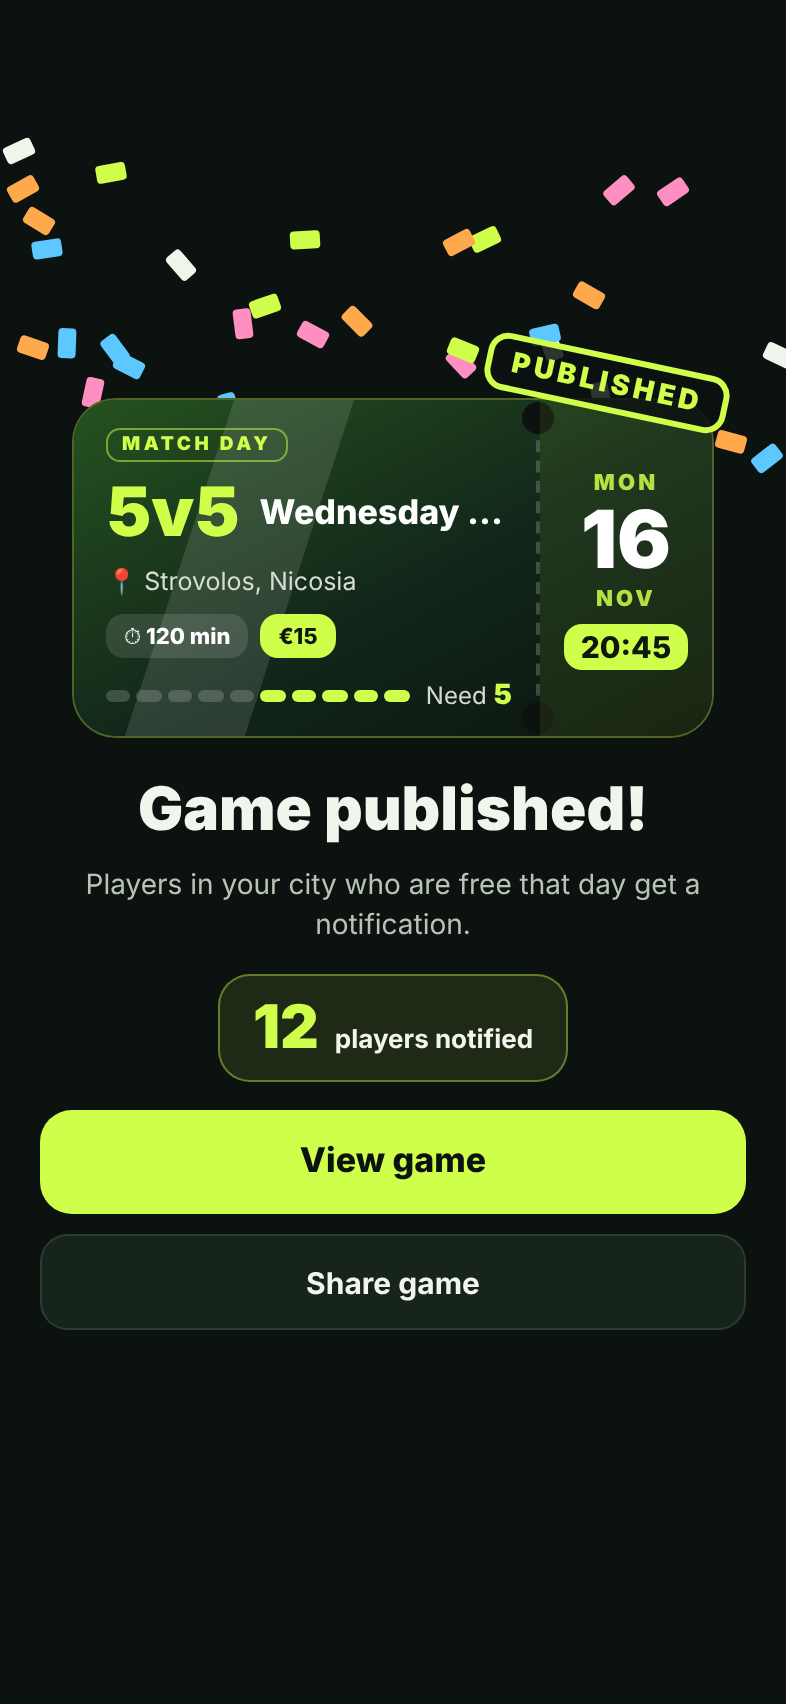 PUBLISHED
MATCH DAY
5v5 Wednesday ...
Strovolos, Nicosia
120 min €15
Need 5
MON
16
NOV
20:45
Game published!
Players in your city who are free that day get a
notification.
12 players notified
View game
Share game